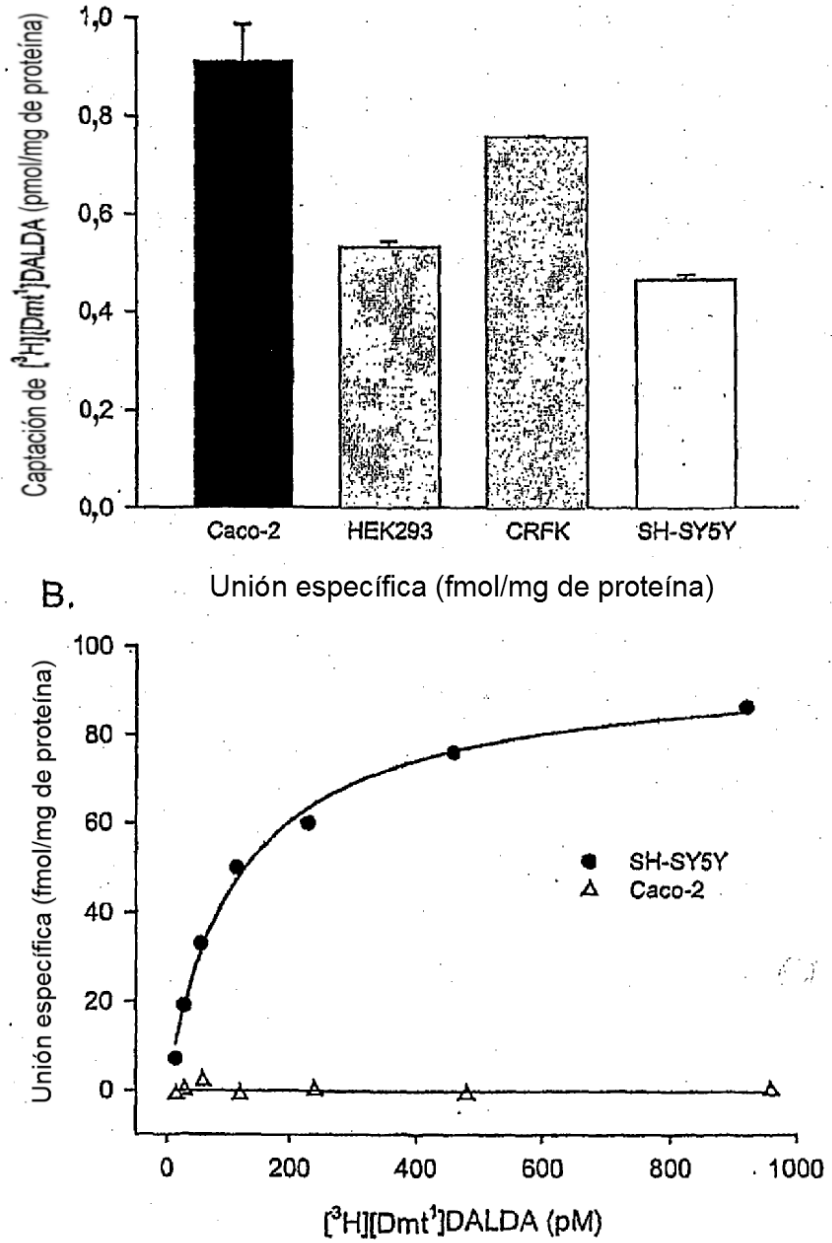 Captación de [³H][Dmt¹]DALDA (pmol/mg de proteína)
1,0
0,8
0,6
0,4
0,2
0,0
Caco-2 HEK293 CRFK SH-SY5Y
B.
Unión específica (fmol/mg de proteína)
Unión específica (fmol/mg de proteína)
100
80
60
40
20
0
SH-SY5Y
Caco-2
0 200 400 600 800 1000
[³H][Dmt¹]DALDA (pM)